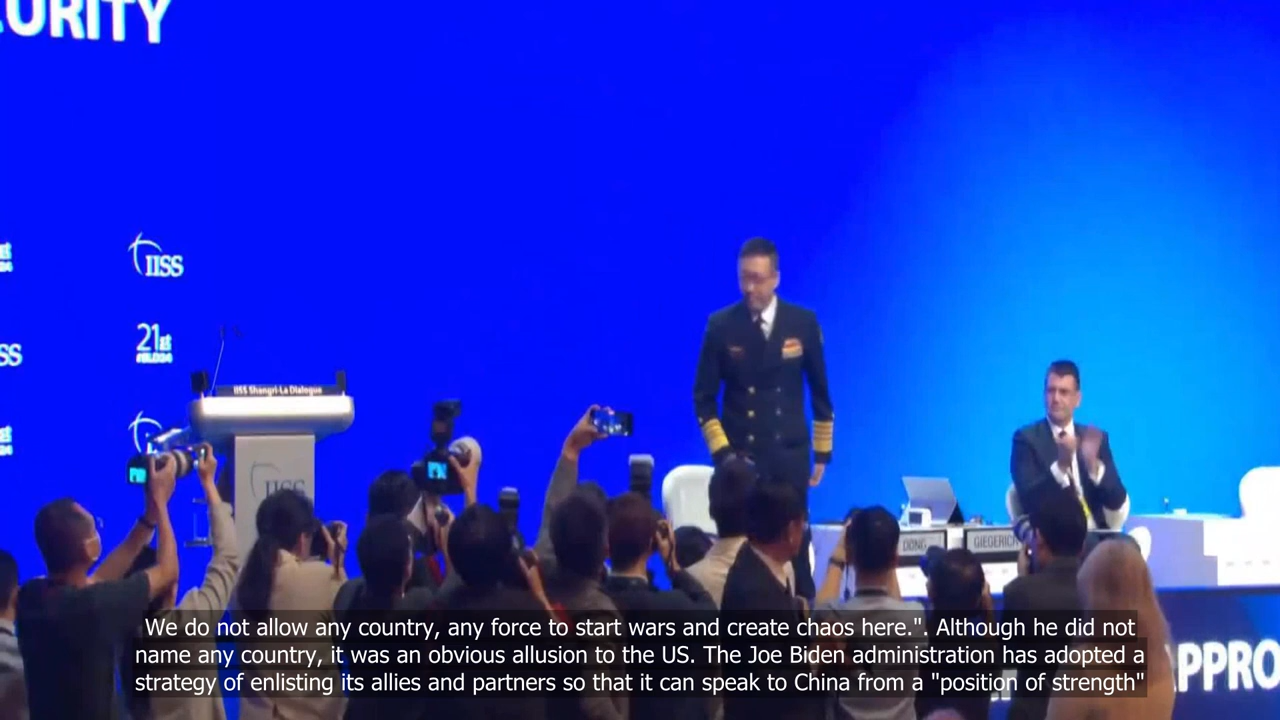 URITY
IISS
21st
#SLD24
IISS Shangri-La Dialogue
IISS
DONG
GIEGERICH
APPRO
We do not allow any country, any force to start wars and create chaos here.". Although he did not
name any country, it was an obvious allusion to the US. The Joe Biden administration has adopted a
strategy of enlisting its allies and partners so that it can speak to China from a "position of strength"